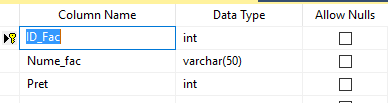 Column Name Data Type Allow Nulls
ID_Fac int
Nume_fac varchar(50)
Pret int